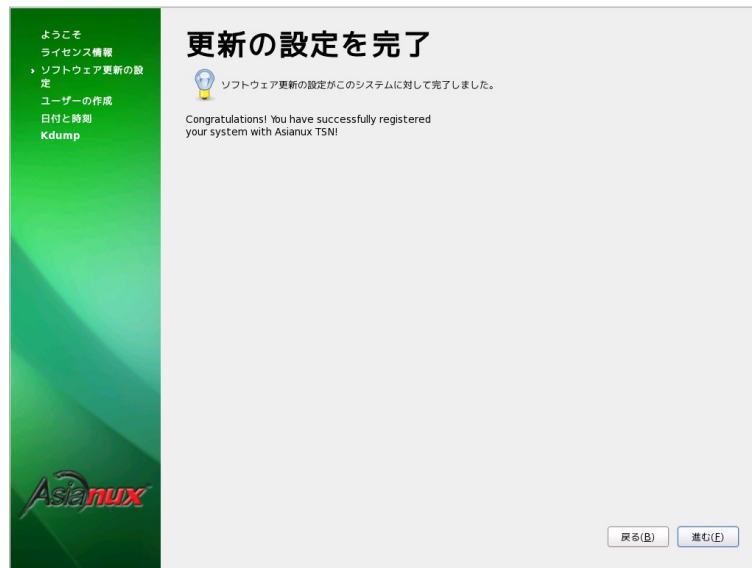 ようこそ
ライセンス情報
› ソフトウェア更新の設
定
ユーザーの作成
日付と時刻
Kdump
更新の設定を完了
ソフトウェア更新の設定がこのシステムに対して完了しました。
Congratulations! You have successfully registered
your system with Asianux TSN!
Asianux
戻る(B)
進む(F)